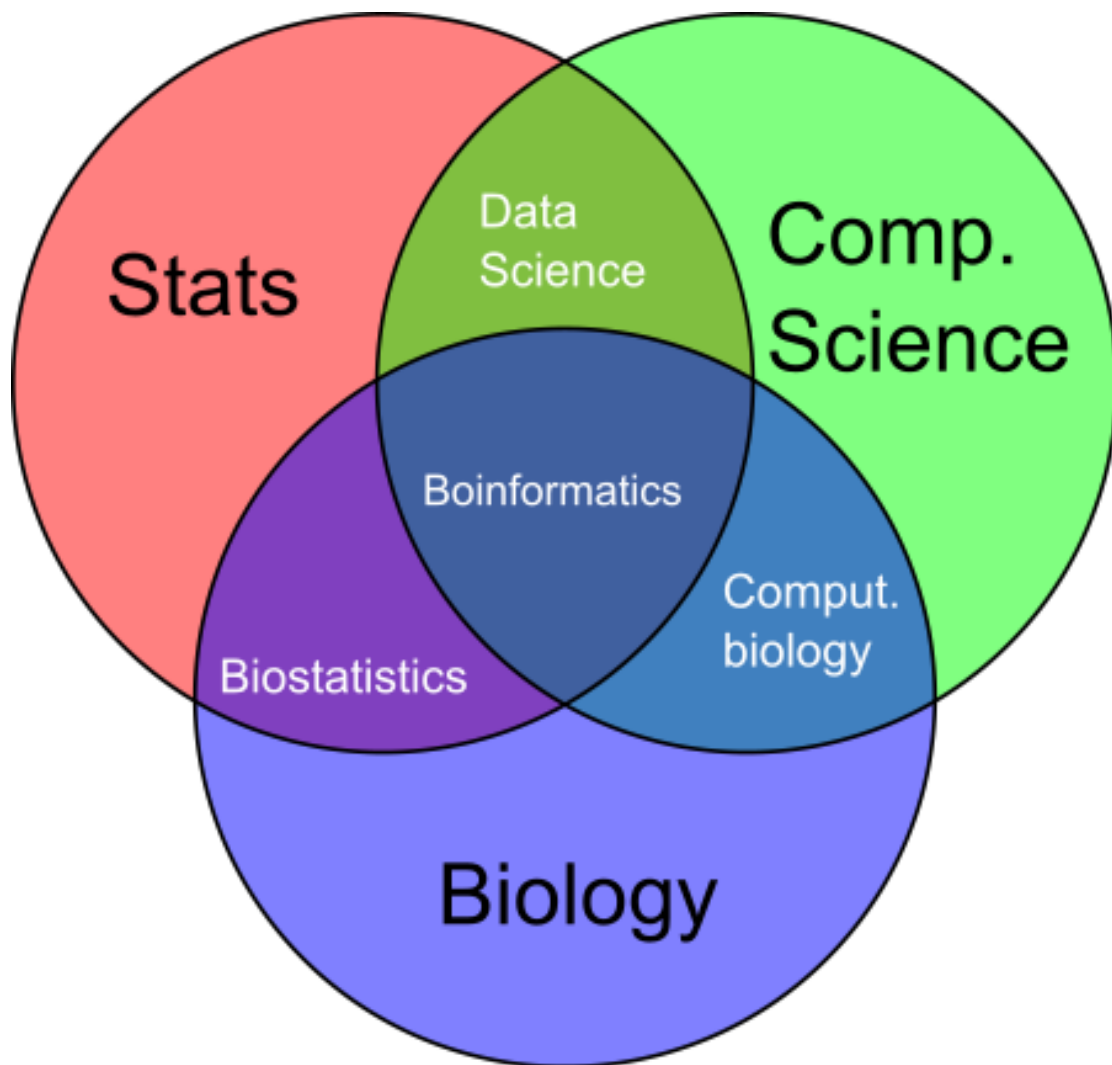 Data
Science
Stats
Comp.
Science
Boinformatics
Comput.
biology
Biostatistics
Biology